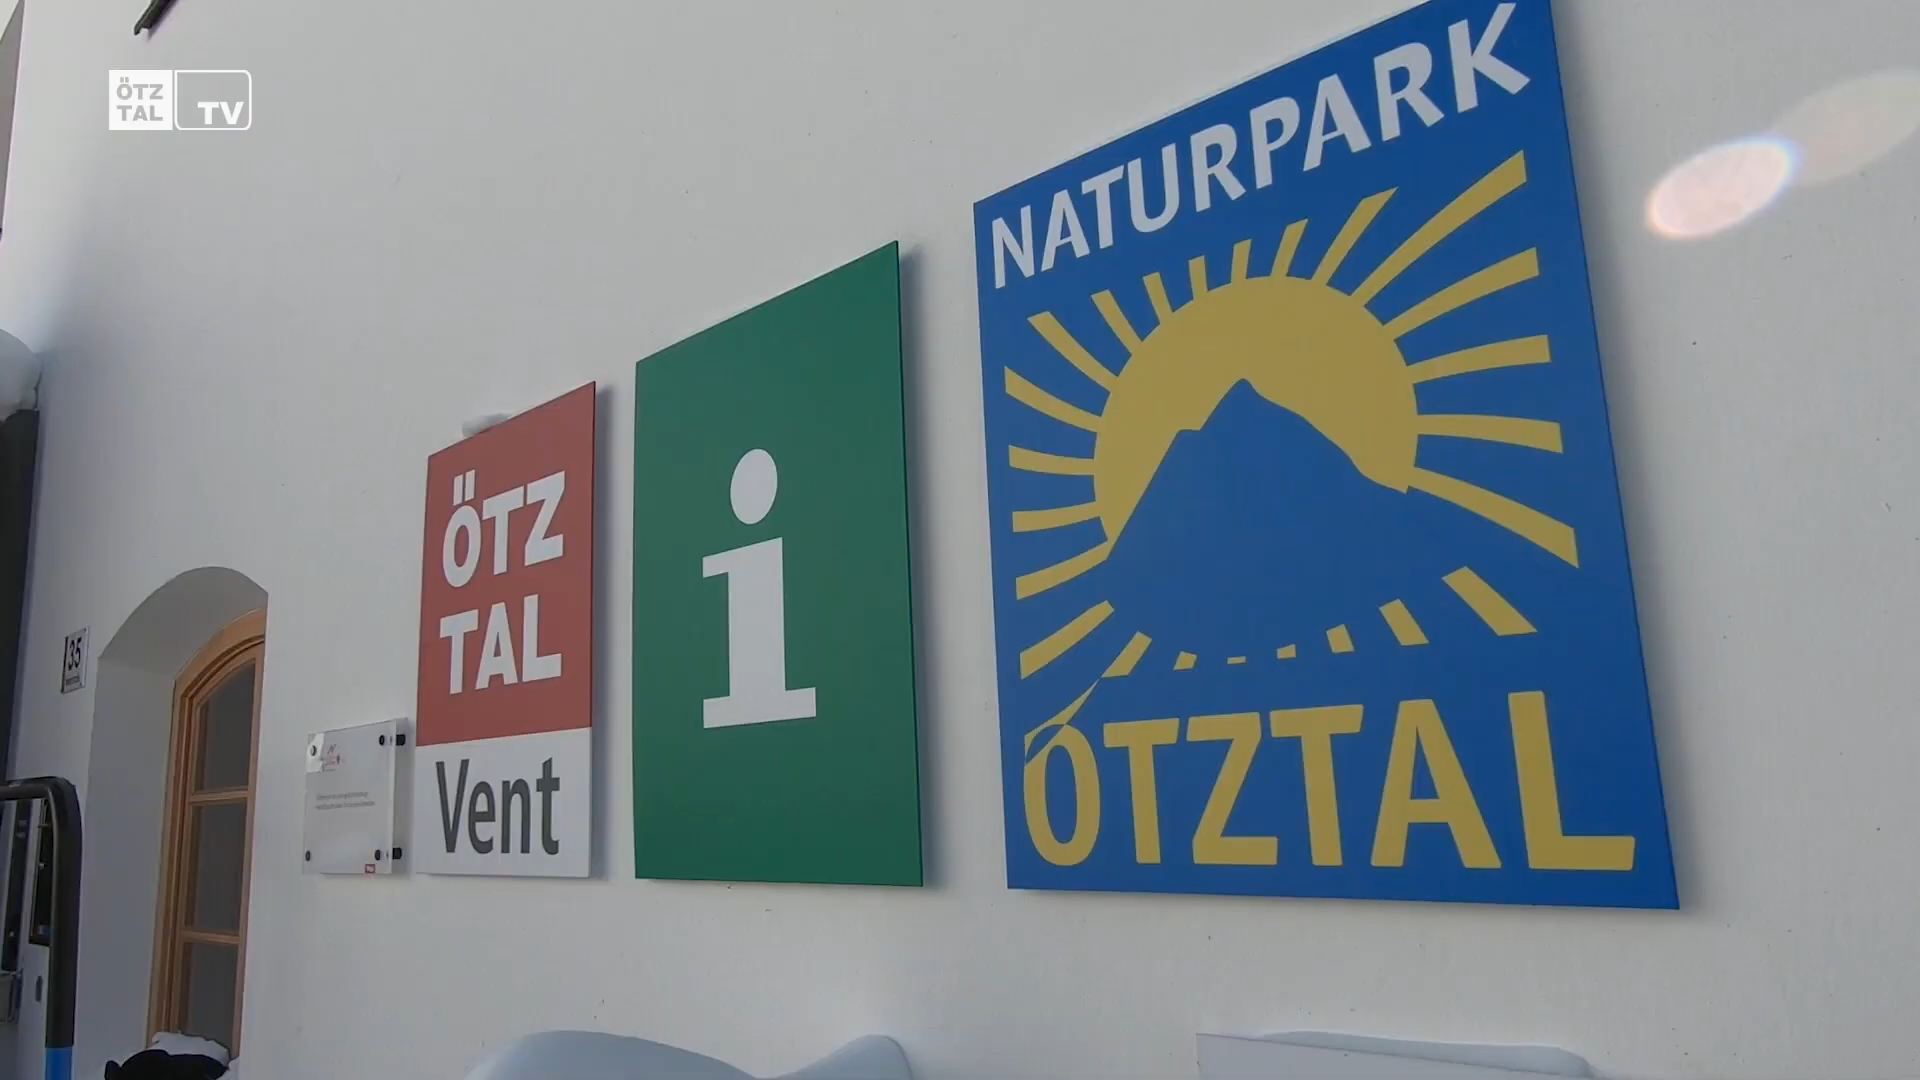 ÖTZ
TAL
TV
NATURPARK
ÖTZTAL
i
ÖTZ
TAL
Vent
35